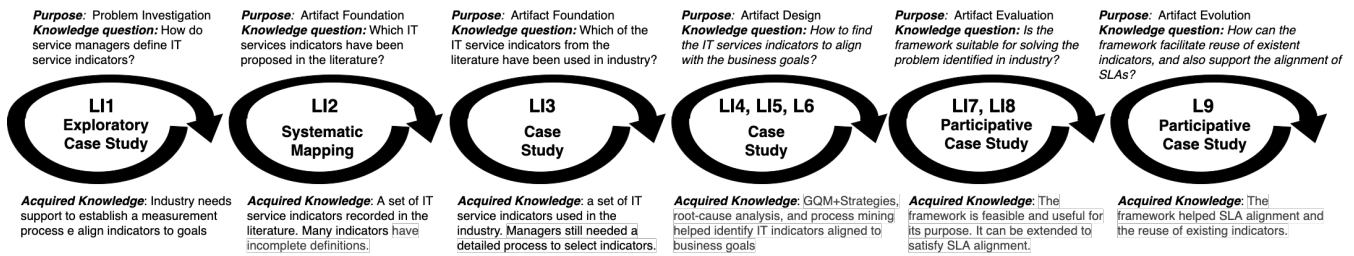 Purpose: Problem Investigation
Knowledge question: How do
service managers define IT
service indicators?
LI1
Exploratory
Case Study
Acquired Knowledge: Industry needs
support to establish a measurement
process e align indicators to goals
Purpose: Artifact Foundation
Knowledge question: Which IT
services indicators have been
proposed in the literature?
LI2
Systematic
Mapping
Acquired Knowledge: A set of IT
service indicators recorded in the
literature. Many indicators have
incomplete definitions.
Purpose: Artifact Foundation
Knowledge question: Which of the
IT service indicators from the
literature have been used in industry?
LI3
Case
Study
Acquired Knowledge: a set of IT
service indicators used in the
industry. Managers still needed a
detailed process to select indicators.
Purpose: Artifact Design
Knowledge question: How to find
the IT services indicators to align
with the business goals?
LI4, LI5, L6
Case
Study
Acquired Knowledge: GQM+Strategies,
root-cause analysis, and process mining
helped identify IT indicators aligned to
business goals
Purpose: Artifact Evaluation
Knowledge question: Is the
framework suitable for solving the
problem identified in industry?
LI7, LI8
Participative
Case Study
Acquired Knowledge: The
framework is feasible and useful for
its purpose. It can be extended to
satisfy SLA alignment.
Purpose: Artifact Evolution
Knowledge question: How can the
framework facilitate reuse of existent
indicators, and also support the alignment of
SLAs?
L9
Participative
Case Study
Acquired Knowledge: The
framework helped SLA alignment and
the reuse of existing indicators.